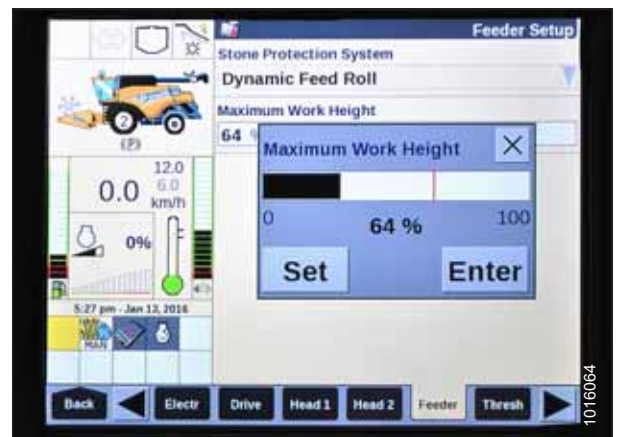 Feeder Setup
Stone Protection System
Dynamic Feed Roll
Maximum Work Height
64
Maximum Work Height
0 64 % 100
Set Enter
2
(P)
12.0
0.0 6.0
km/h
0%
5:27 pm - Jan 13, 2016
MAN
Back Electr Drive Head 1 Head 2 Feeder Thresh
1016064